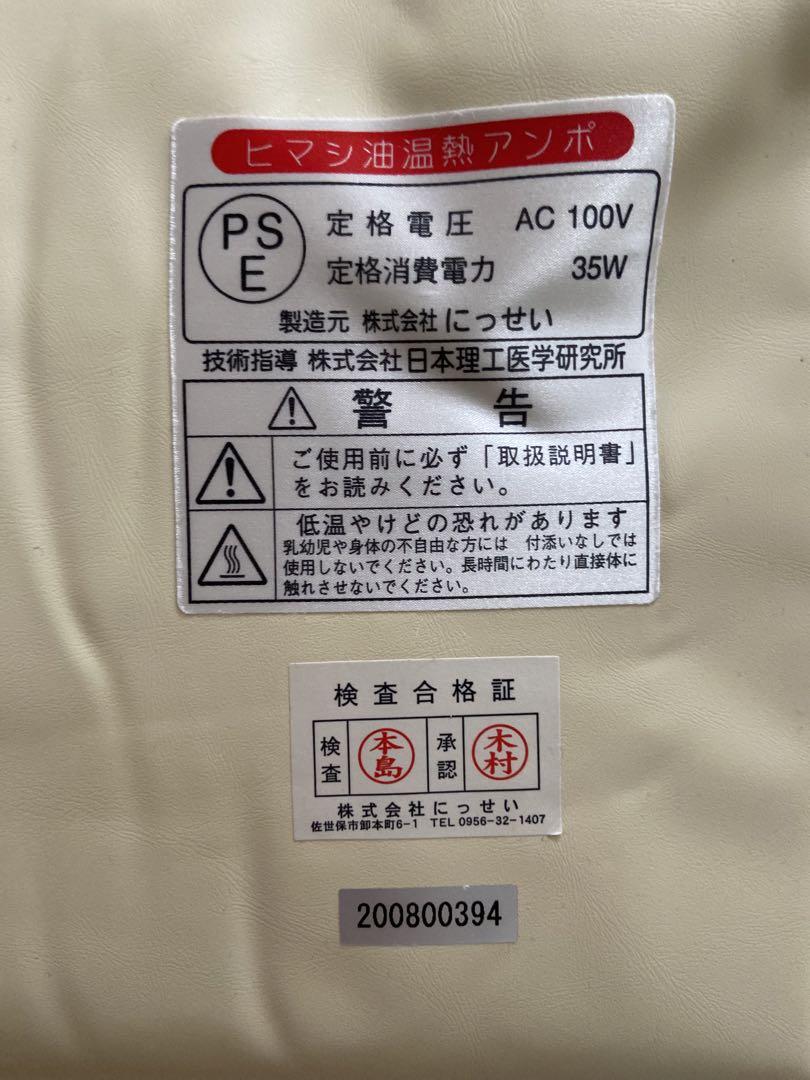 ヒマシ油温熱アンポ
PS
E
定格電圧 AC 100V
定格消費電力 35W
製造元 株式会社 にっせい
技術指導 株式会社 日本理工医学研究所
警告
ご使用前に必ず「取扱説明書」
をお読みください。
低温やけどの恐れがあります
乳幼児や身体の不自由な方には 付添いなしでは
使用しないでください。長時間にわたり直接体に
触れさせないでください。
検査合格証
検査 本島 承認 木村
株式会社にっせい
佐世保市卸本町6-1 TEL 0956-32-1407
200800394